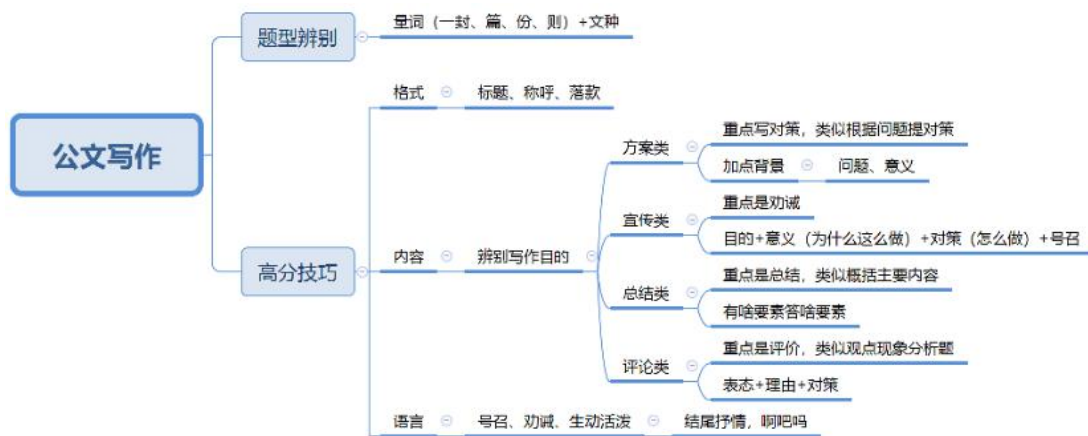 公文写作
题型辨别
量词（一封、篇、份、则）+文种
高分技巧
格式
标题、称呼、落款
内容
辨别写作目的
方案类
重点写对策，类似根据问题提对策
加点背景
问题、意义
宣传类
重点是劝诫
目的+意义（为什么这么做）+对策（怎么做）+号召
总结类
重点是总结，类似概括主要内容
有啥要素答啥要素
评论类
重点是评价，类似观点现象分析题
表态+理由+对策
语言
号召、劝诫、生动活泼
结尾抒情，啊吧吗